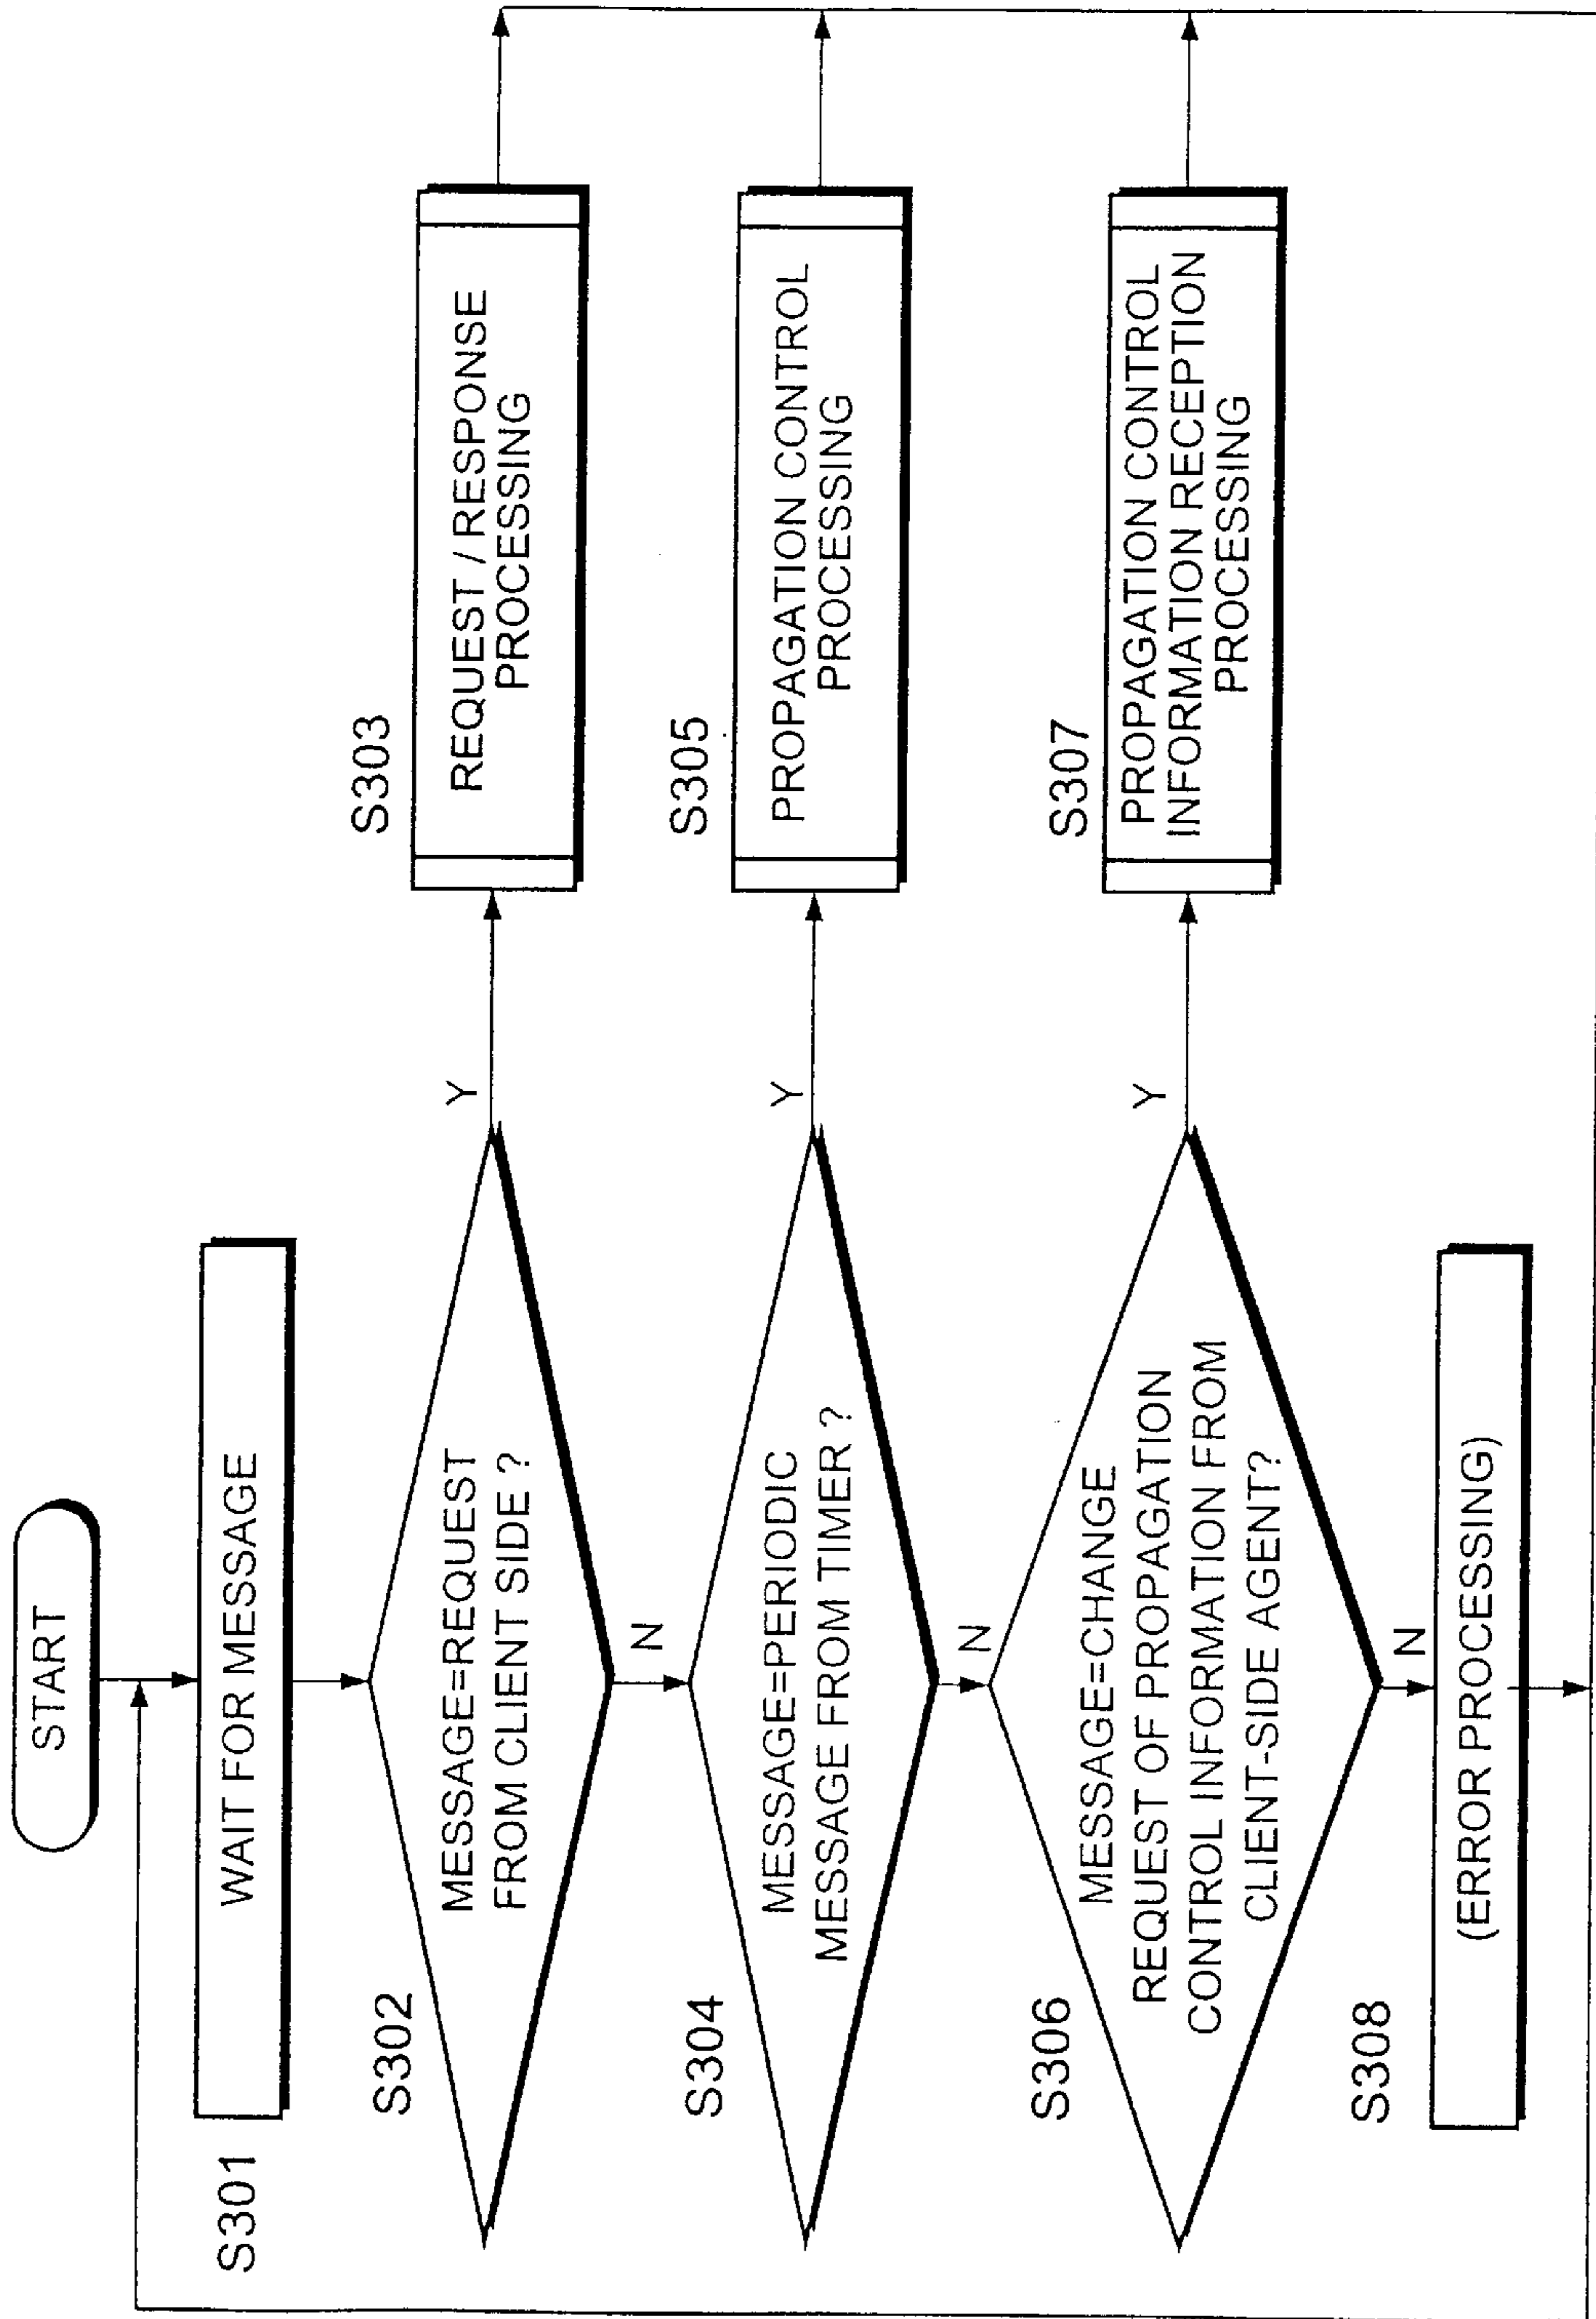 START
S301
WAIT FOR MESSAGE
S302
MESSAGE=REQUEST
FROM CLIENT SIDE ?
Y
N
S303
REQUEST / RESPONSE
PROCESSING
S304
MESSAGE=PERIODIC
MESSAGE FROM TIMER ?
Y
N
S305
PROPAGATION CONTROL
PROCESSING
S306
MESSAGE=CHANGE
REQUEST OF PROPAGATION
CONTROL INFORMATION FROM
CLIENT-SIDE AGENT?
Y
N
S307
PROPAGATION CONTROL
INFORMATION RECEPTION
PROCESSING
S308
(ERROR PROCESSING)